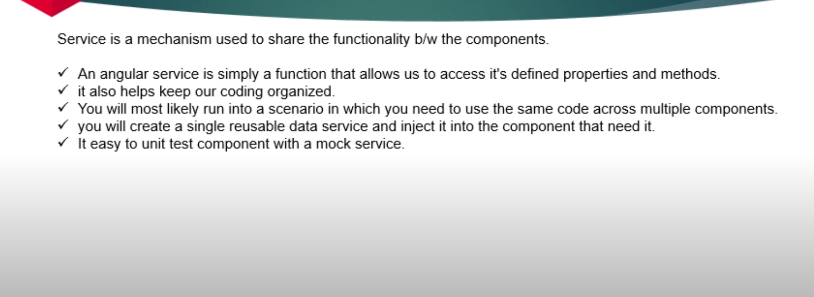 Service is a mechanism used to share the functionality b/w the components.
✓ An angular service is simply a function that allows us to access it's defined properties and methods.
✓ it also helps keep our coding organized.
✓ You will most likely run into a scenario in which you need to use the same code across multiple components.
✓ you will create a single reusable data service and inject it into the component that need it.
✓ It easy to unit test component with a mock service.